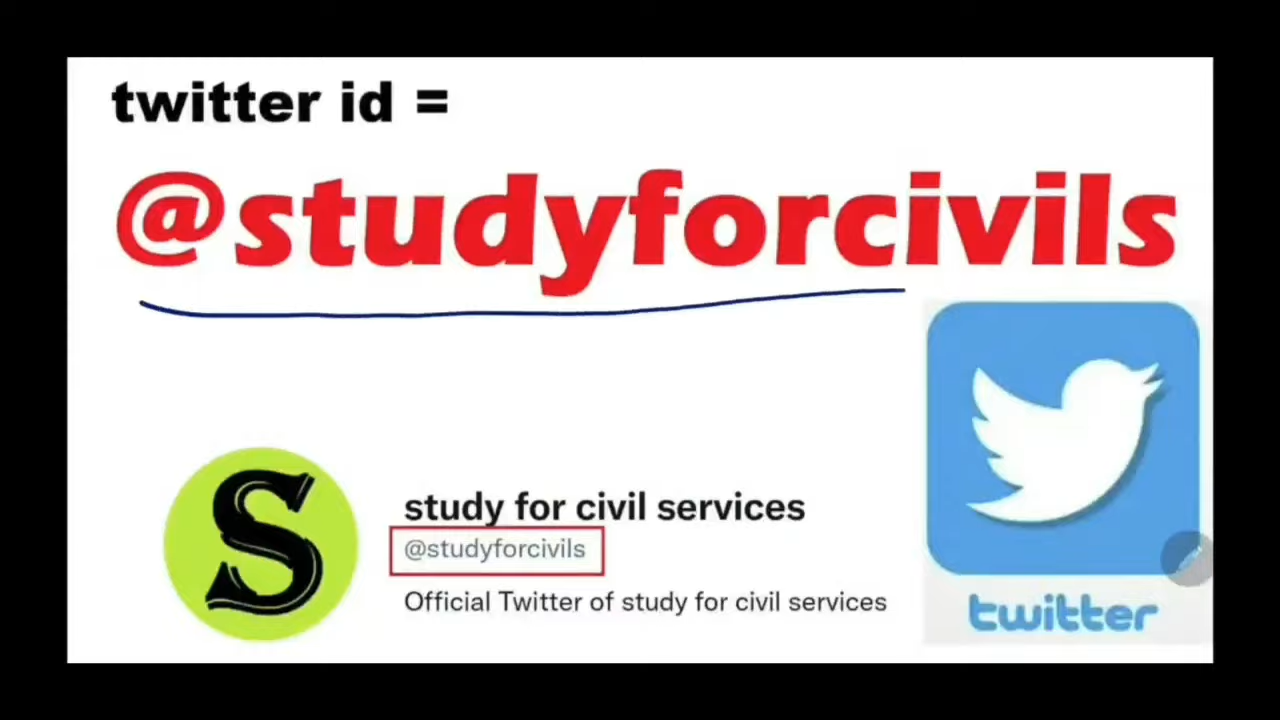 twitter id =
@studyforcivils
study for civil services
@studyforcivils
Official Twitter of study for civil services
S
twitter